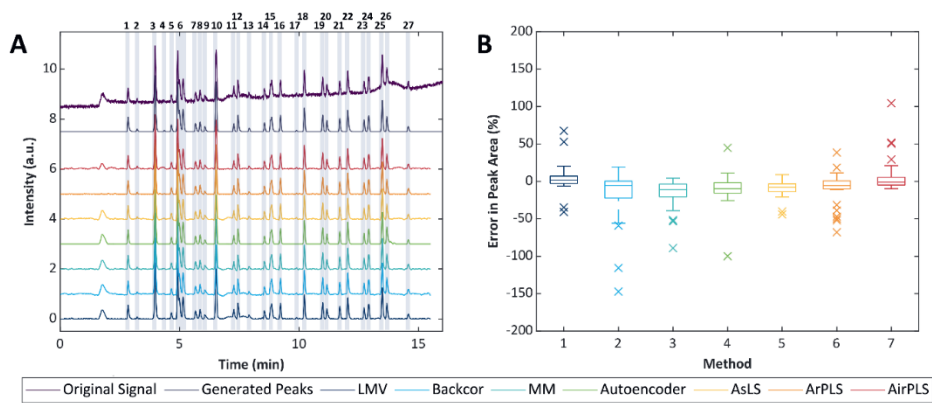 A
1 2 3 4 5 6 7 8 9 10 11 12 13 14 15 16 17 18 19 20 21 22 23 24 25 26 27
10
8
6
4
2
0
Intensity (a.u.)
0 5 10 15
Time (min)
B
200
150
100
50
0
-50
-100
-150
-200
Error in Peak Area (%)
1 2 3 4 5 6 7
Method
Original Signal Generated Peaks LMV Backcor MM Autoencoder AsLS ArPLS AirPLS